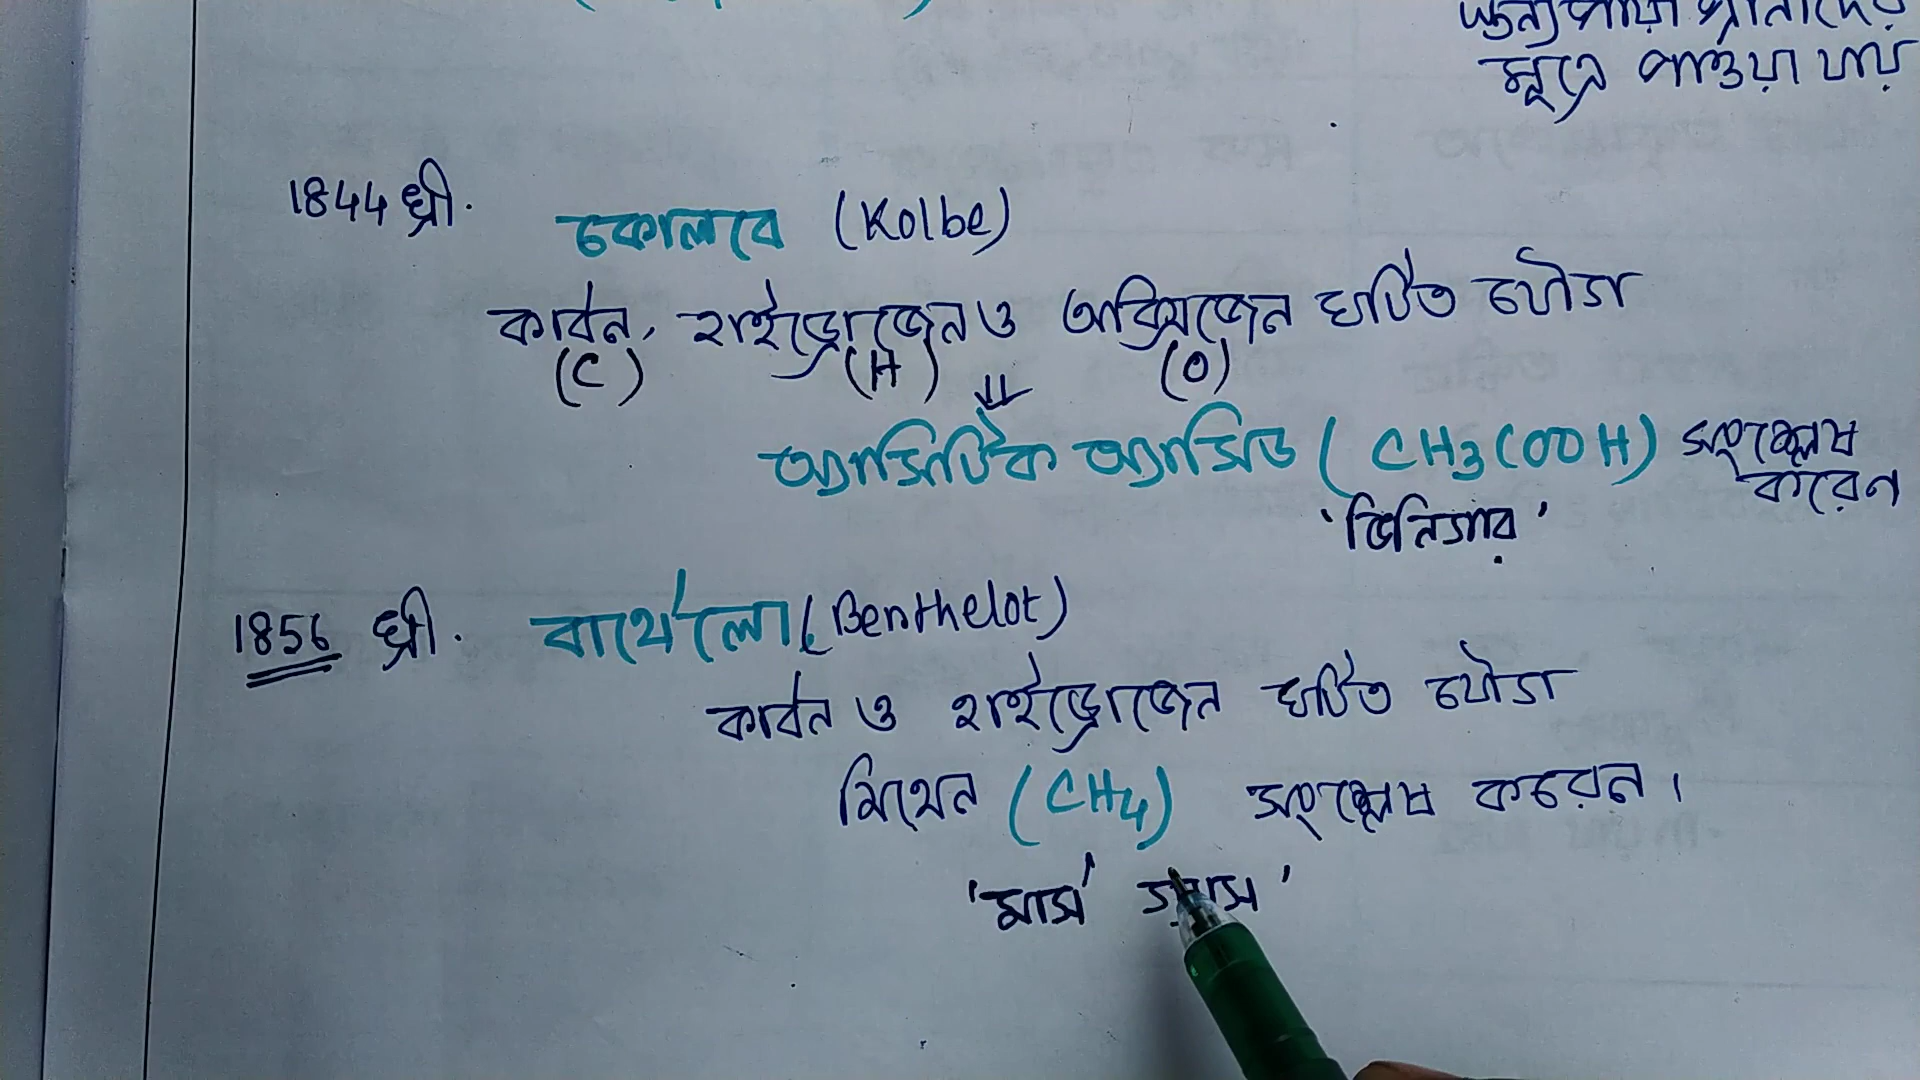 স্তন্যপায়ী প্রাণীদের
মূত্রে পাওয়া যায়
1844 খ্রী. কোলবে (Kolbe)
কার্বন, হাইড্রোজেন ও অক্সিজেন ঘটিত যৌগ
(C) (H) (O)
অ্যাসিটিক অ্যাসিড (CH3COOH) সংশ্লেষ
করেন
'ভিনিগার'
1856 খ্রী. বার্থেলো (Benthelot)
কার্বন ও হাইড্রোজেন ঘটিত যৌগ
মিথেন (CH4) সংশ্লেষ করেন।
'মার্স গ্যাস'